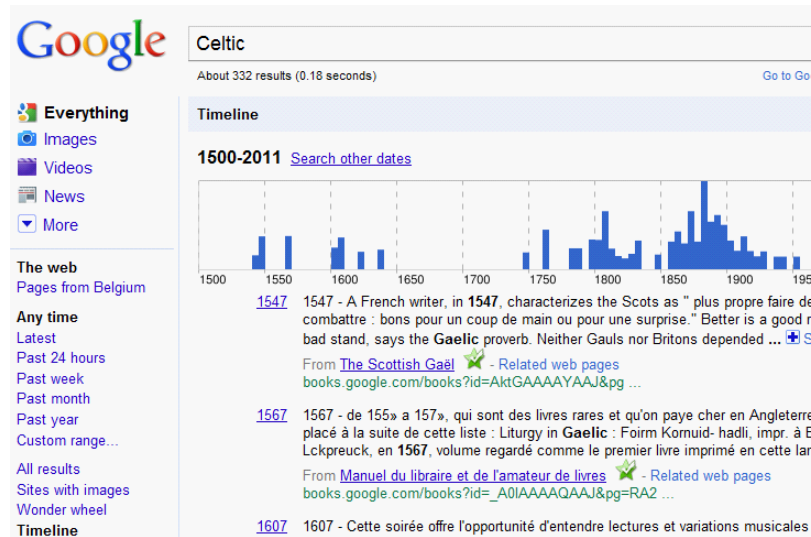 Google
Celtic
About 332 results (0.18 seconds)
Go to Go
Everything
Images
Videos
News
More
The web
Pages from Belgium
Any time
Latest
Past 24 hours
Past week
Past month
Past year
Custom range...
All results
Sites with images
Wonder wheel
Timeline
Timeline
1500-2011 Search other dates
1500 1550 1600 1650 1700 1750 1800 1850 1900 195
1547 1547 - A French writer, in 1547, characterizes the Scots as " plus propre faire de
combattre : bons pour un coup de main ou pour une surprise." Better is a good
bad stand, says the Gaelic proverb. Neither Gauls nor Britons depended ... S
From The Scottish Gaël - Related web pages
books.google.com/books?id=AktGAAAAYAAJ&pg ...
1567 1567 - de 155» a 157», qui sont des livres rares et qu'on paye cher en Angleterre
placé à la suite de cette liste : Liturgy in Gaelic : Foirm Kornuid- hadli, impr. à E
Lckpreuck, en 1567, volume regardé comme le premier livre imprimé en cette lar
From Manuel du libraire et de l'amateur de livres - Related web pages
books.google.com/books?id=_A0IAAAAQAAJ&pg=RA2 ...
1607 1607 - Cette soirée offre l'opportunité d'entendre lectures et variations musicales